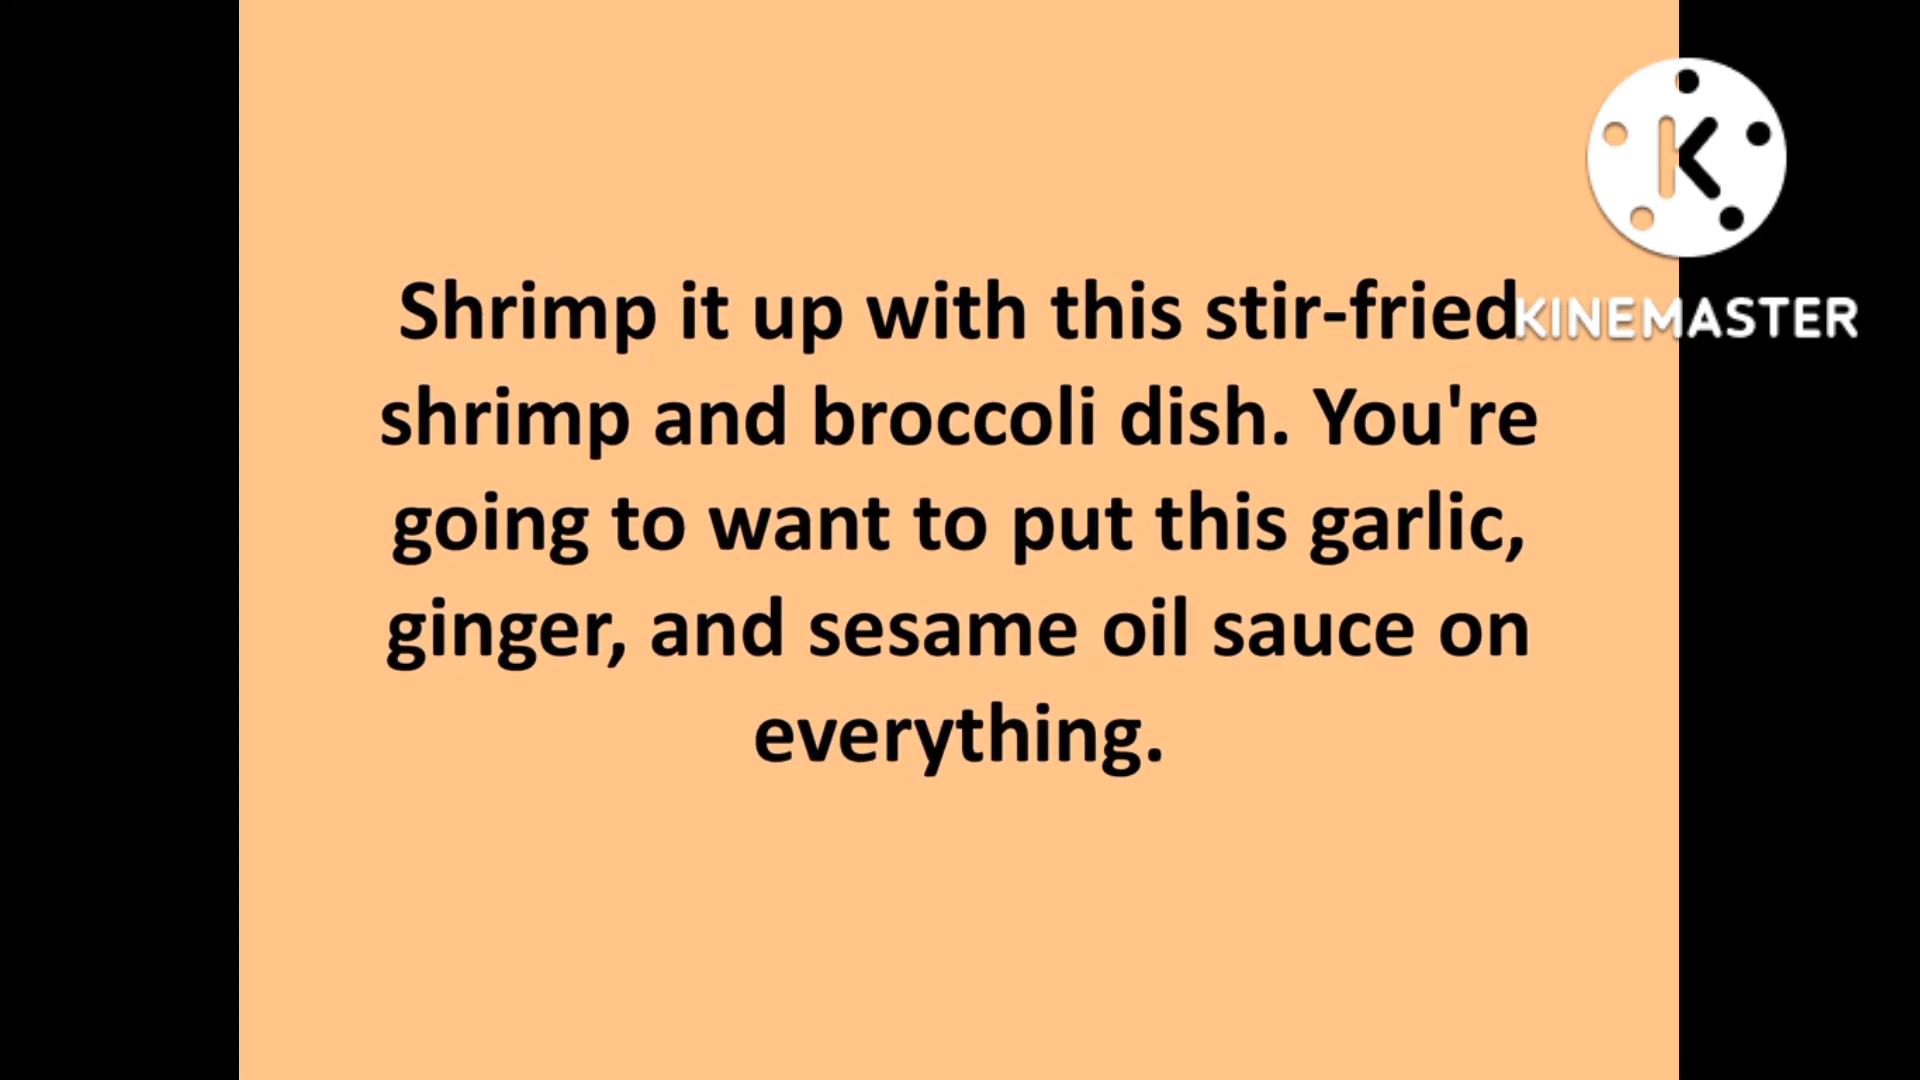 Shrimp it up with this stir-fried
shrimp and broccoli dish. You're
going to want to put this garlic,
ginger, and sesame oil sauce on
everything.
K
KINEMASTER